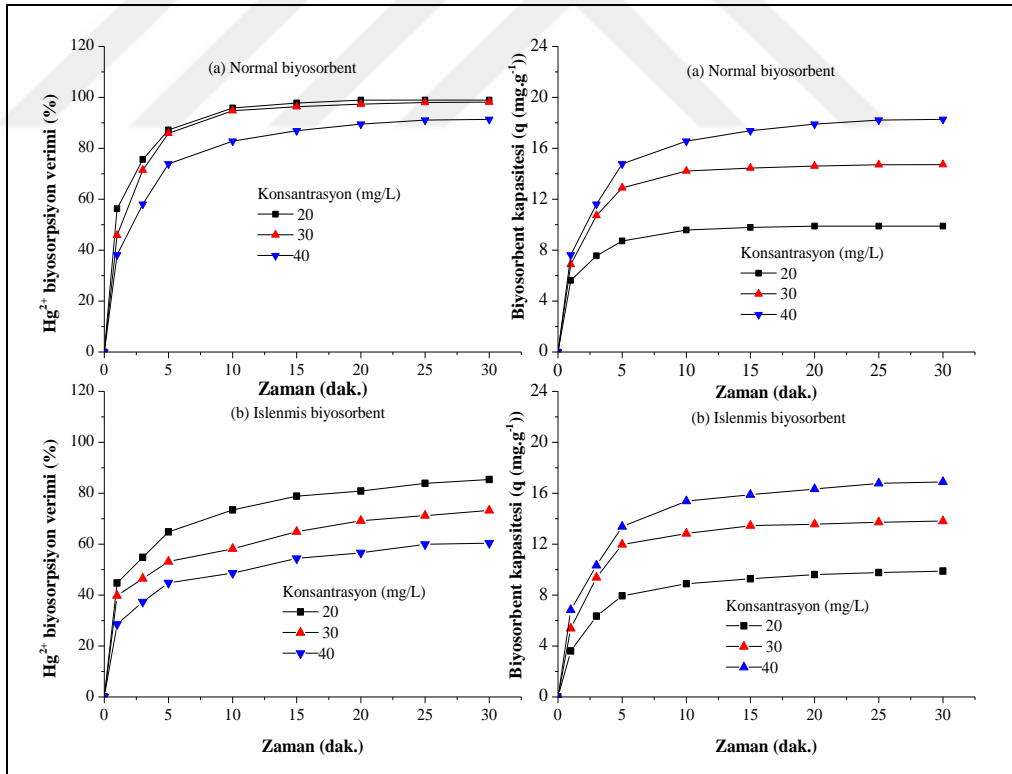 (a) Normal biyosorbent
Hg2+ biyosorpsiyon verimi (%)
120
100
80
60
40
20
0
Konsantrasyon (mg/L)
20
30
40
0 5 10 15 20 25 30
Zaman (dak.)
(a) Normal biyosorbent
Biyosorbent kapasitesi (q (mg.g-1))
24
20
16
12
8
4
0
Konsantrasyon (mg/L)
20
30
40
0 5 10 15 20 25 30
Zaman (dak.)
(b) Islenmis biyosorbent
Hg2+ biyosorpsiyon verimi (%)
120
100
80
60
40
20
0
Konsantrasyon (mg/L)
20
30
40
0 5 10 15 20 25 30
Zaman (dak.)
(b) Islenmis biyosorbent
Biyosorbent kapasitesi (q (mg.g-1))
24
20
16
12
8
4
0
Konsantrasyon (mg/L)
20
30
40
0 5 10 15 20 25 30
Zaman (dak.)